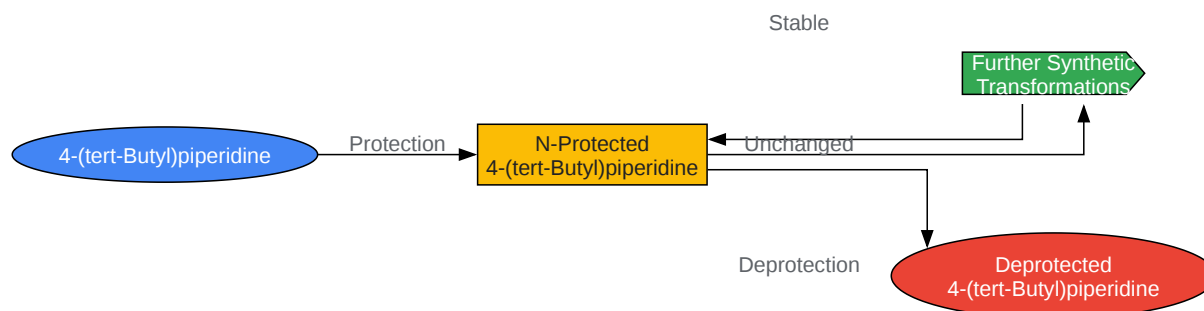 Stable
Further Synthetic
Transformations
4-(tert-Butyl)piperidine
Protection
N-Protected
4-(tert-Butyl)piperidine
Unchanged
Deprotection
Deprotected
4-(tert-Butyl)piperidine